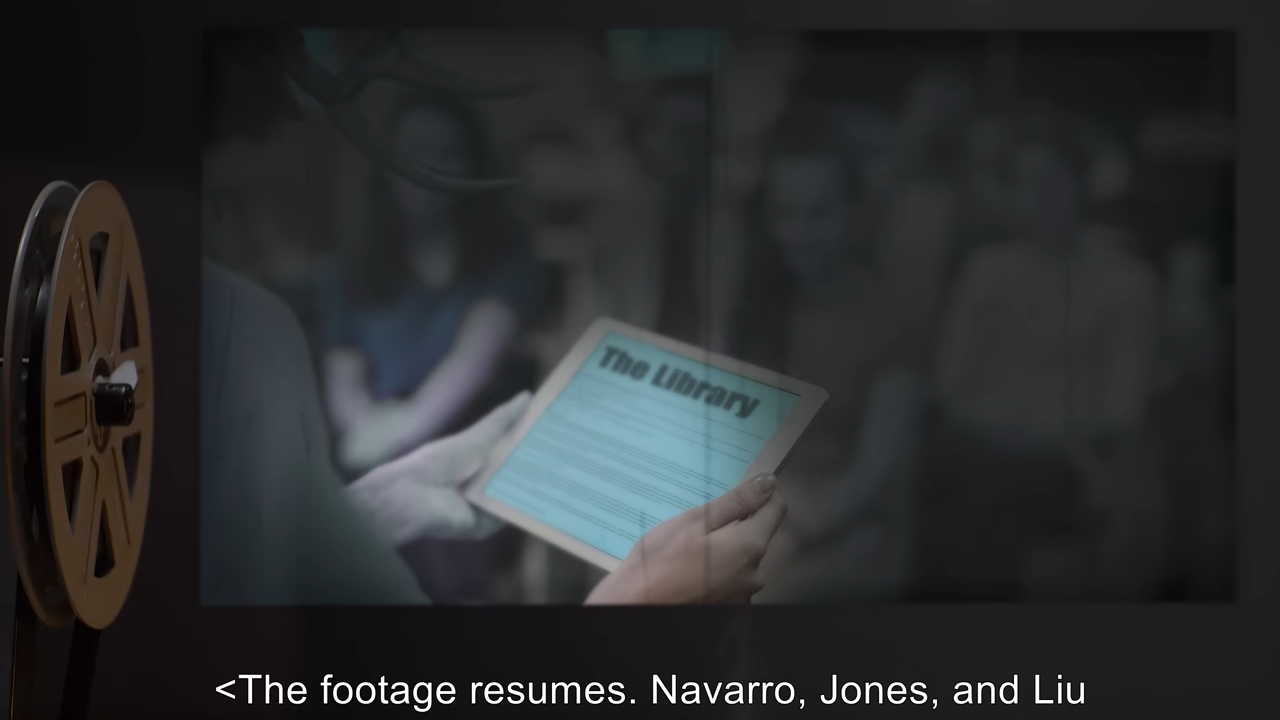 The Library
<The footage resumes. Navarro, Jones, and Liu